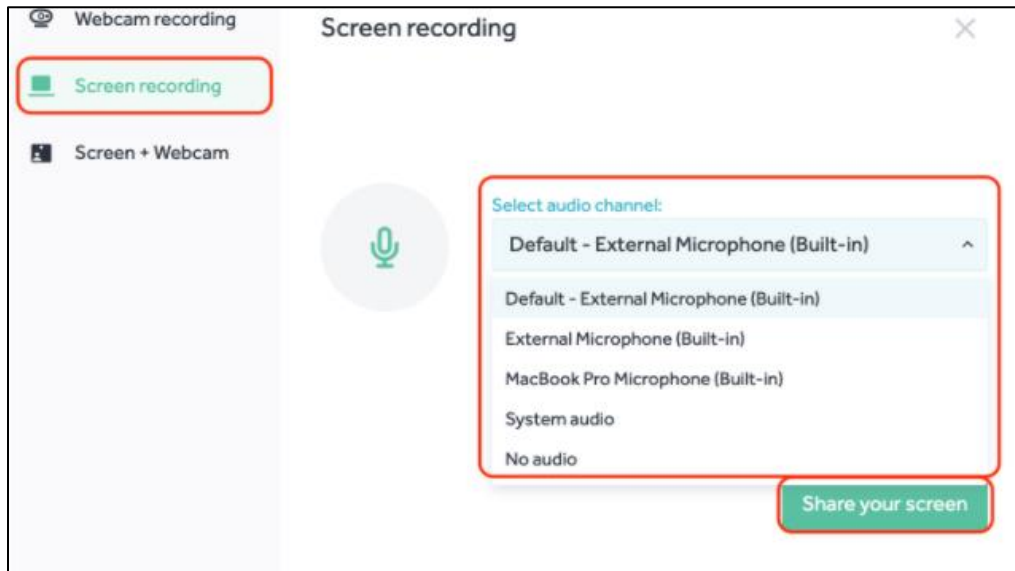 Webcam recording
Screen recording
Screen + Webcam
Screen recording
Select audio channel:
Default - External Microphone (Built-in)
Default - External Microphone (Built-in)
External Microphone (Built-in)
MacBook Pro Microphone (Built-in)
System audio
No audio
Share your screen